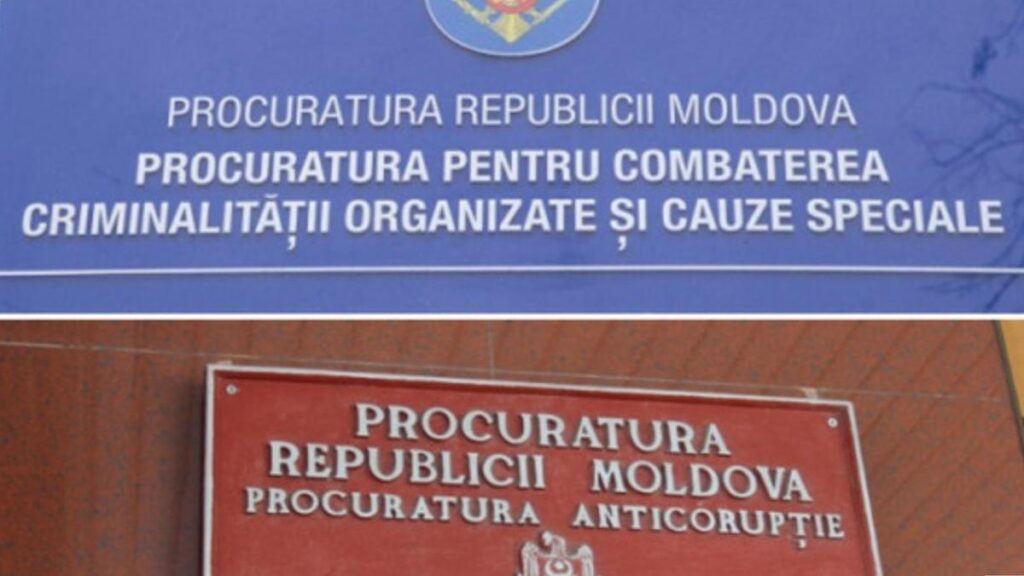 PROCURATURA REPUBLICII MOLDOVA
PROCURATURA PENTRU COMBATEREA
CRIMINALITĂȚII ORGANIZATE ȘI CAUZE SPECIALE
PROCURATURA
REPUBLICII MOLDOVA
PROCURATURA ANTICORUPȚIE